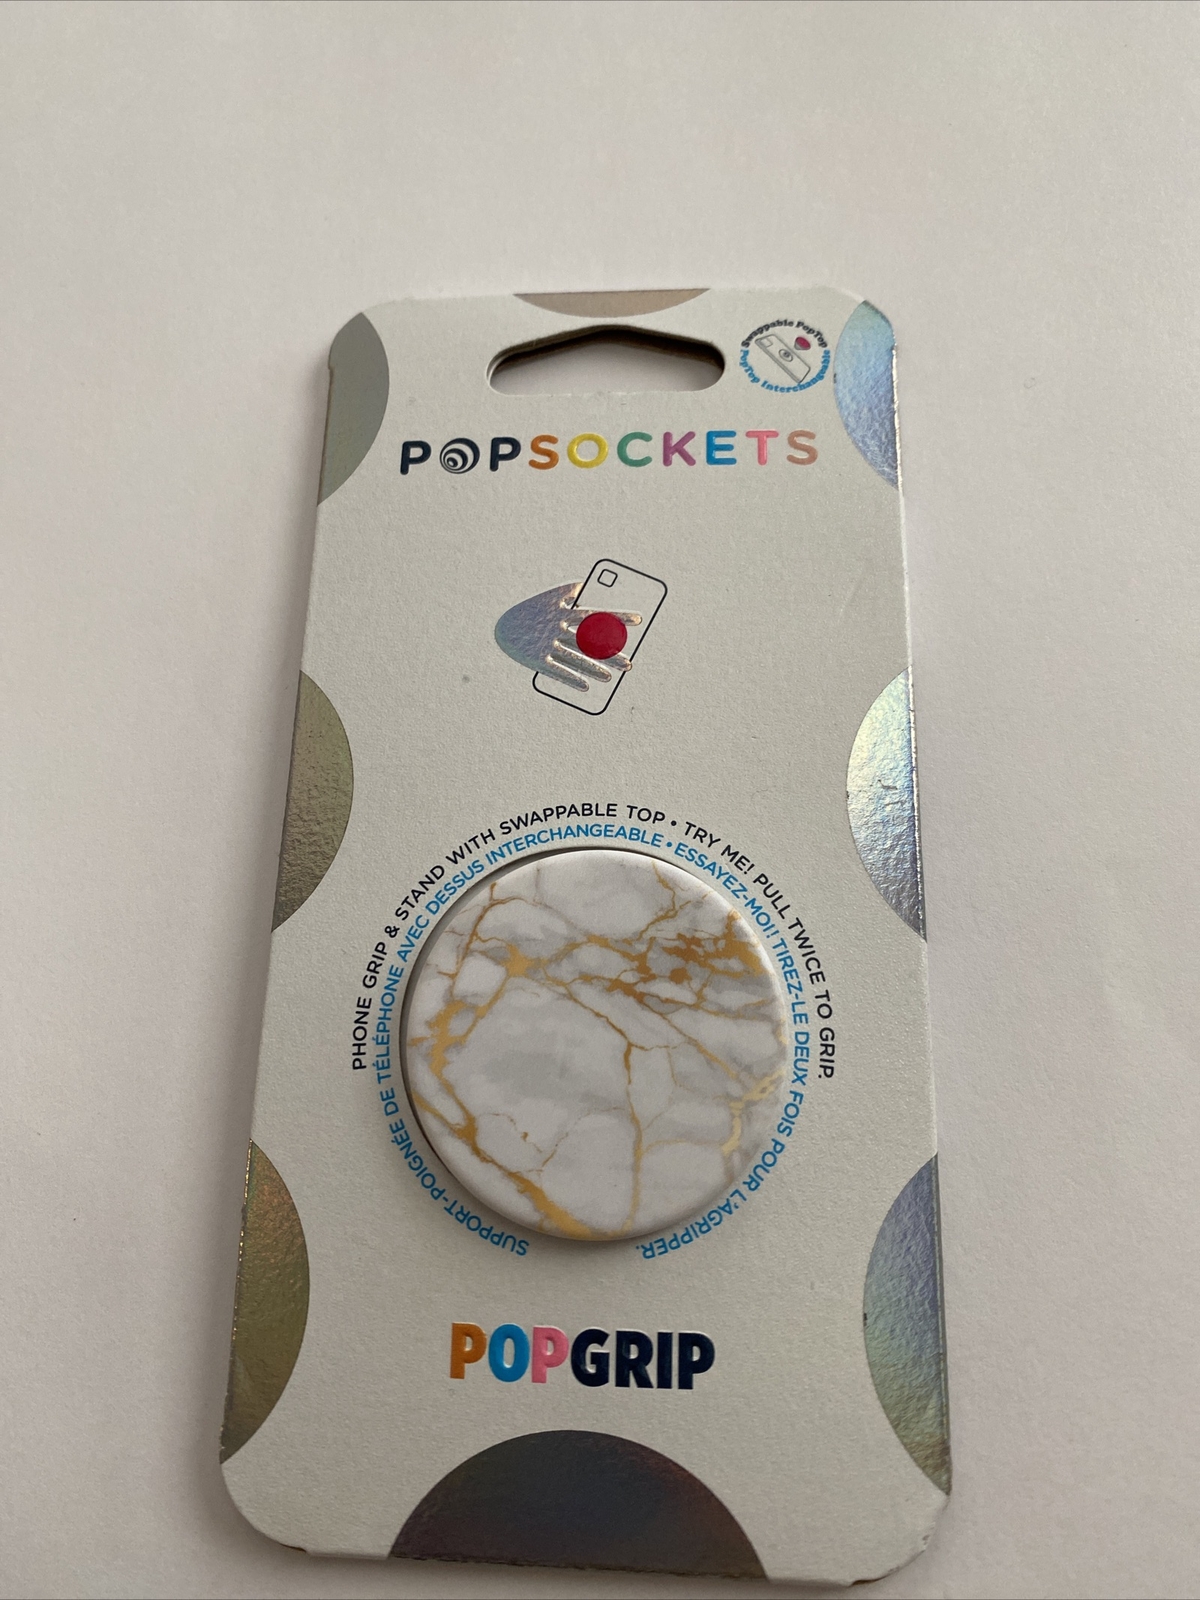 Swappable PopTop
PopTop Interchangeable
POPSOCKETS
PHONE GRIP & STAND WITH SWAPPABLE TOP • TRY ME! PULL TWICE TO GRIP.
SUPPORT-POIGNÉE DE TÉLÉPHONE AVEC DESSUS INTERCHANGEABLE • ESSAYEZ-MOI! TIREZ-LE DEUX FOIS POUR L'AGRIPPER.
POPGRIP